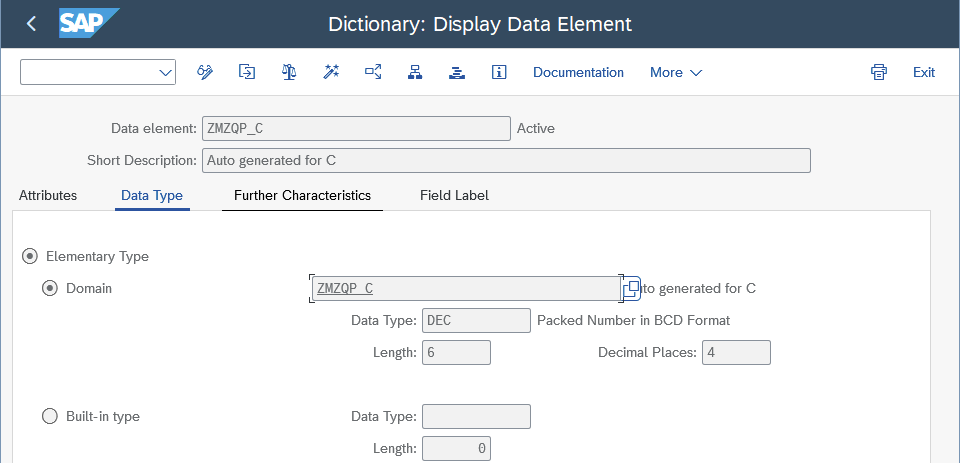 SAP Dictionary: Display Data Element
Documentation More Exit
Data element: ZMZQP_C Active
Short Description: Auto generated for C
Attributes Data Type Further Characteristics Field Label
Elementary Type
Domain ZMZQP_C uto generated for C
Data Type: DEC Packed Number in BCD Format
Length: 6 Decimal Places: 4
Built-in type Data Type:
Length: 0